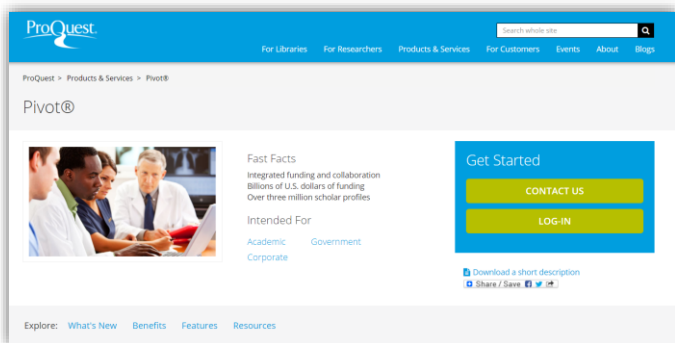 ProQuest.
Search whole site
For Libraries For Researchers Products & Services For Customers Events About Blogs
ProQuest > Products & Services > Pivot®
Pivot®
Fast Facts
Integrated funding and collaboration
Billions of U.S. dollars of funding
Over three million scholar profiles
Intended For
Academic Government
Corporate
Get Started
CONTACT US
LOG-IN
Download a short description
Share / Save
Explore: What's New Benefits Features Resources